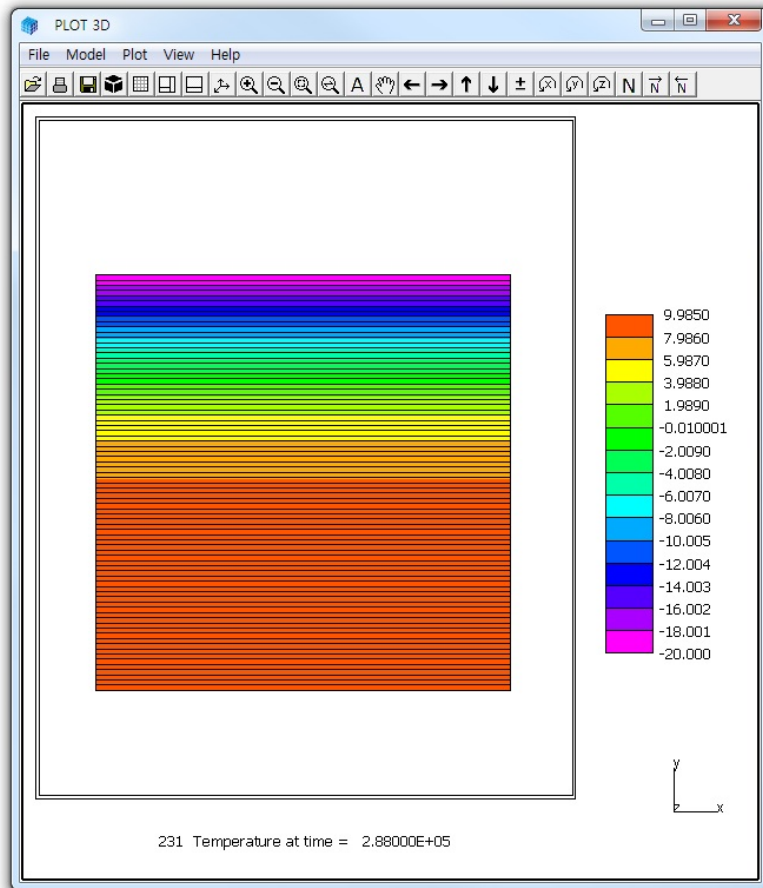 PLOT 3D
File Model Plot View Help
A x y z N N N
9.9850
7.9860
5.9870
3.9880
1.9890
-0.010001
-2.0090
-4.0080
-6.0070
-8.0060
-10.005
-12.004
-14.003
-16.002
-18.001
-20.000
y
z x
231 Temperature at time = 2.88000E+05